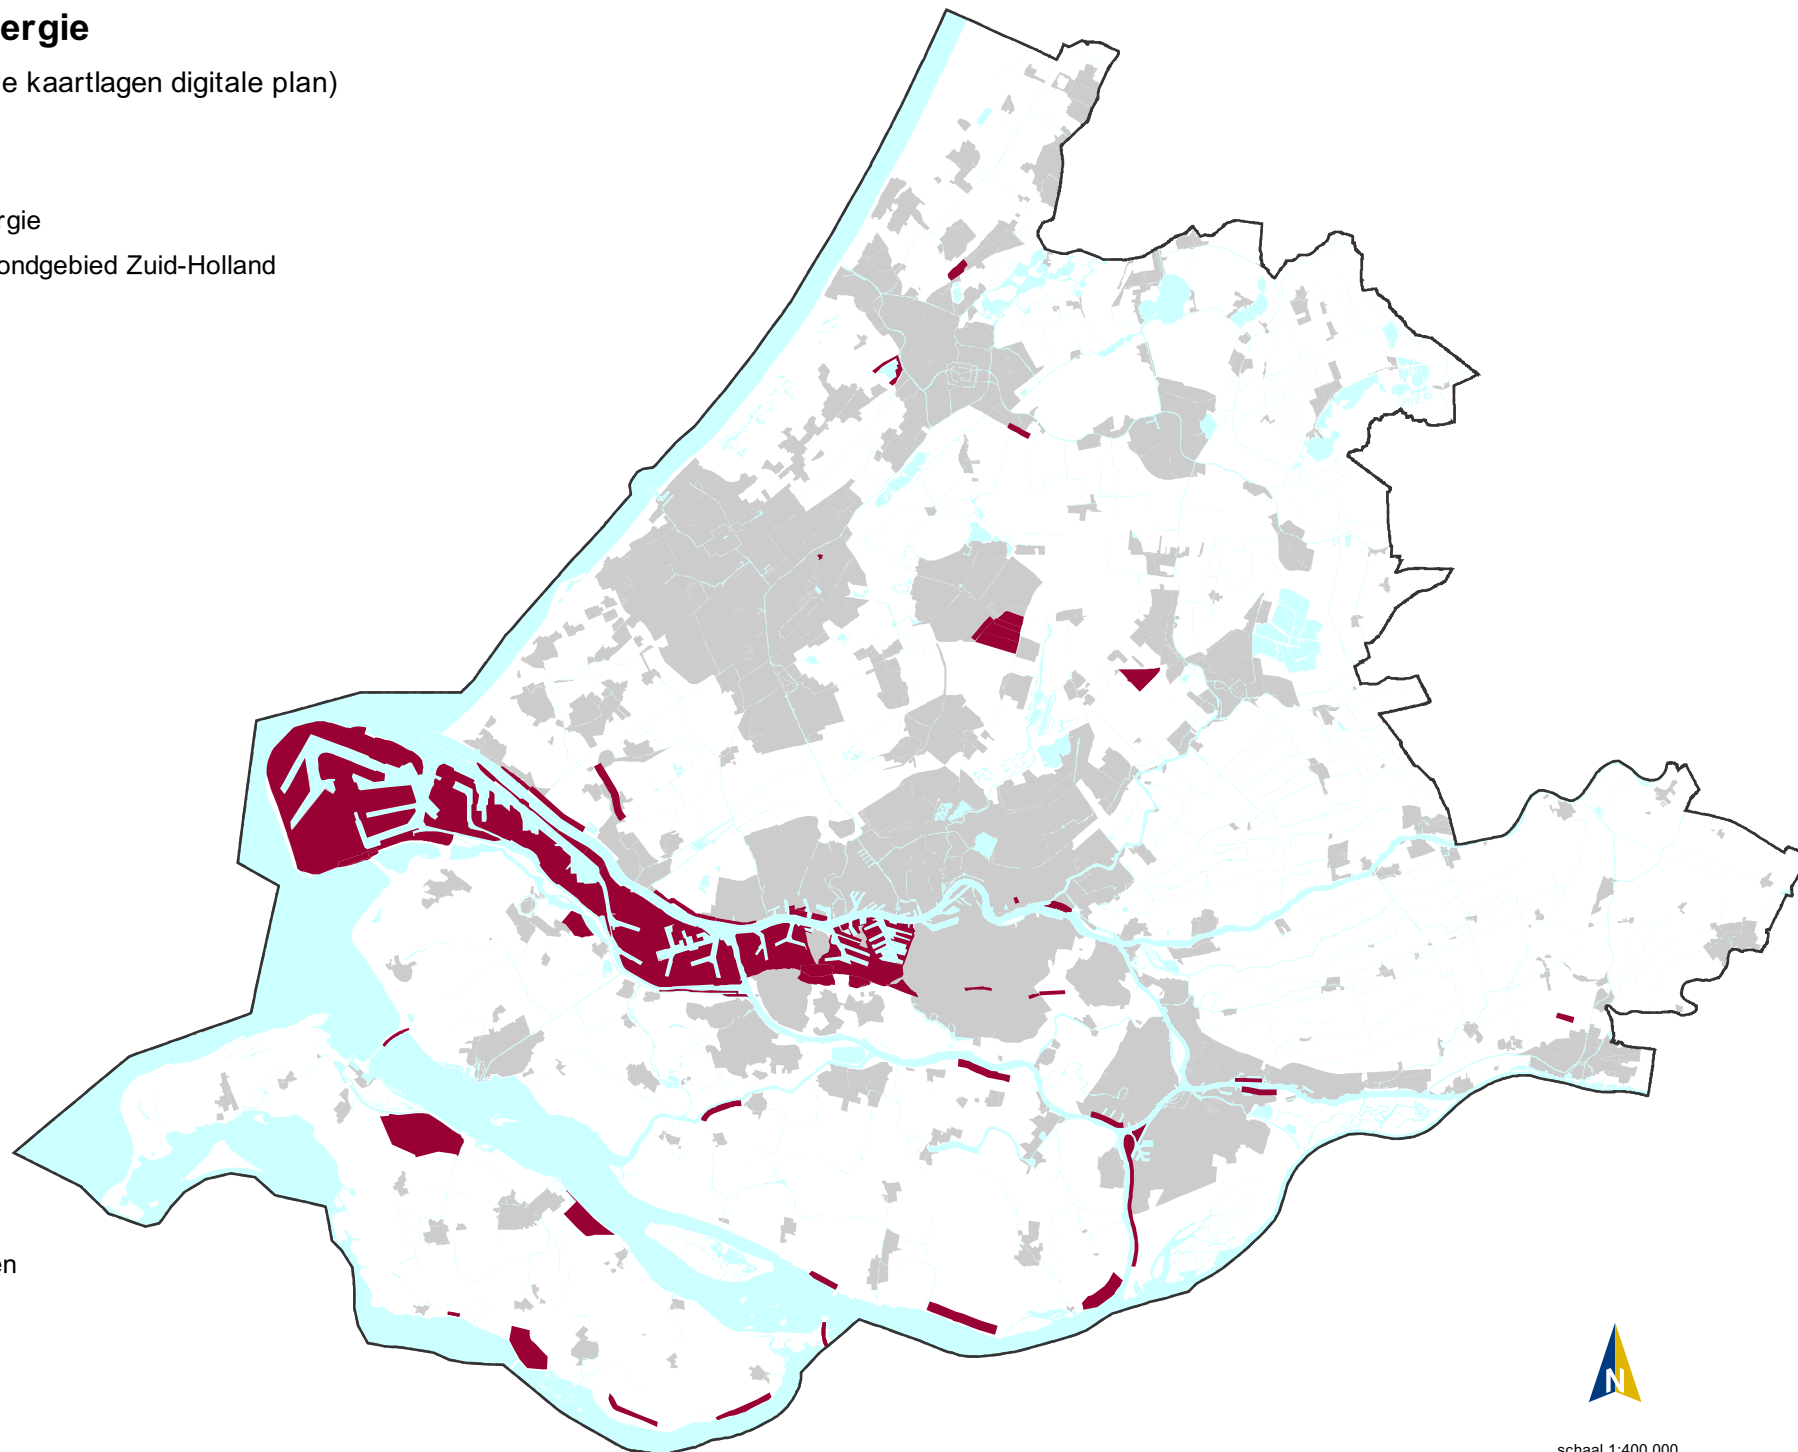 ergie
e kaartlagen digitale plan)
rgie
ondgebied Zuid-Holland
en
N
schaal 1:400.000